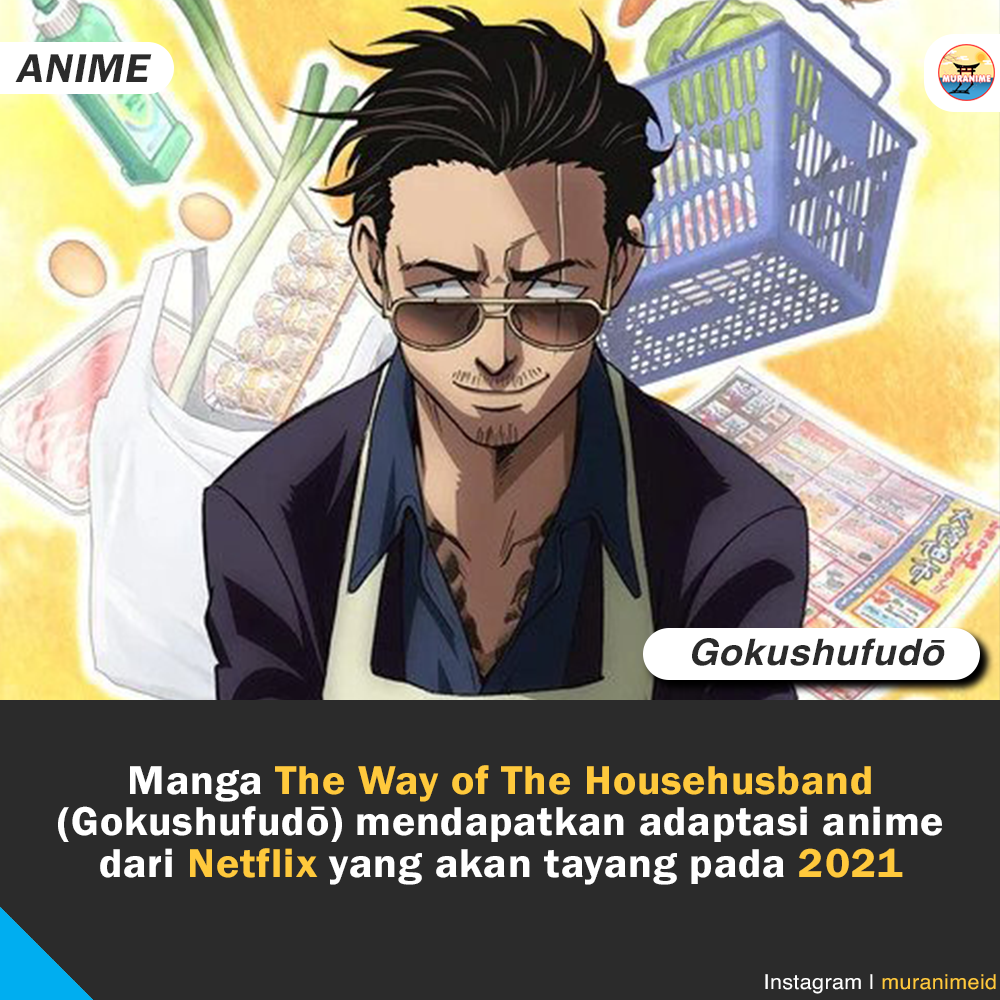 ANIME
MURANIME
Gokushufudō
Manga The Way of The Househusband
(Gokushufudō) mendapatkan adaptasi anime
dari Netflix yang akan tayang pada 2021
Instagram | muranimeid